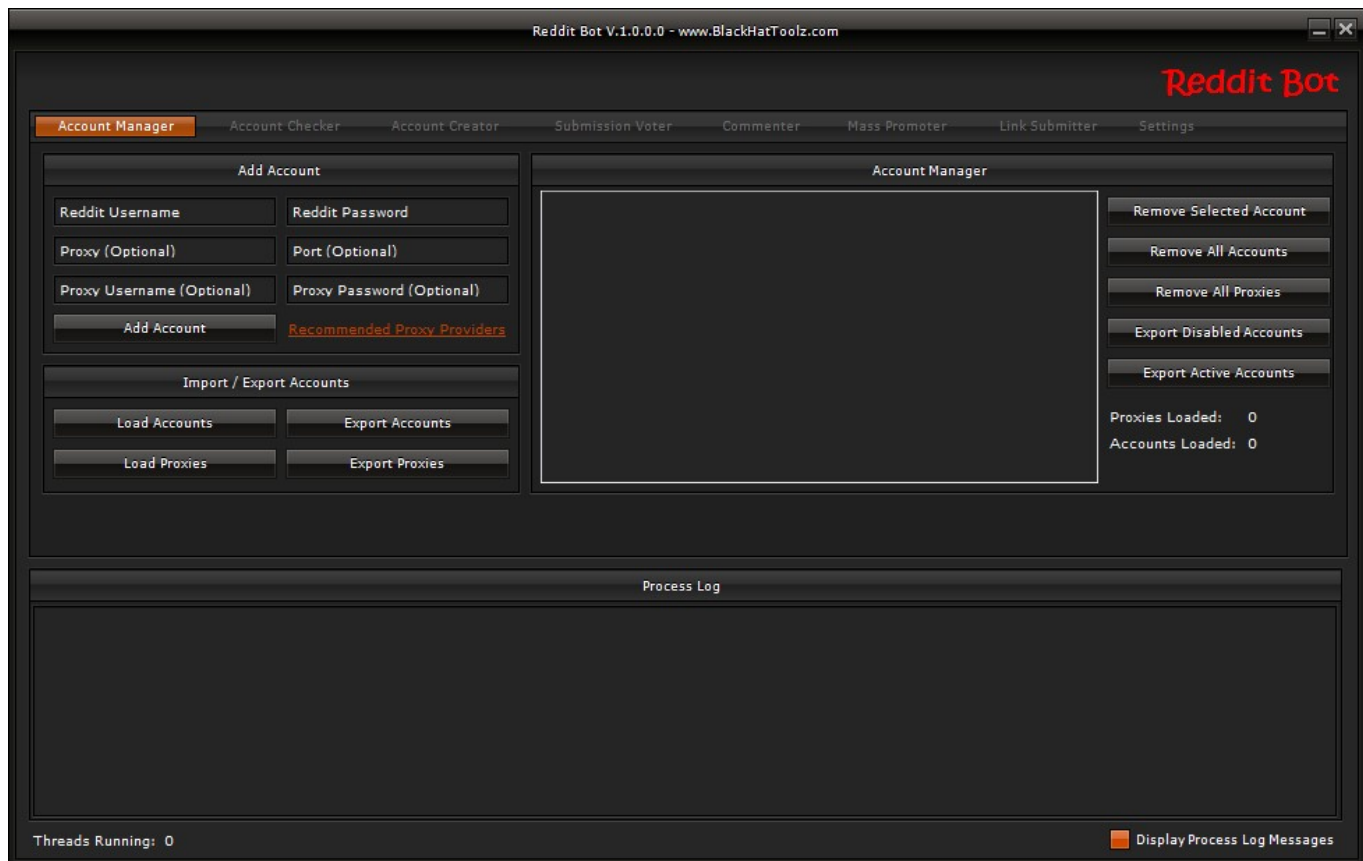 Reddit Bot V.1.0.0.0 - www.BlackHatToolz.com
Reddit Bot
Account Manager Account Checker Account Creator Submission Voter Commenter Mass Promoter Link Submitter Settings
Add Account
Reddit Username Reddit Password
Proxy (Optional) Port (Optional)
Proxy Username (Optional) Proxy Password (Optional)
Add Account Recommended Proxy Providers
Import / Export Accounts
Load Accounts Export Accounts
Load Proxies Export Proxies
Account Manager
Remove Selected Account
Remove All Accounts
Remove All Proxies
Export Disabled Accounts
Export Active Accounts
Proxies Loaded: 0
Accounts Loaded: 0
Process Log
Threads Running: 0 Display Process Log Messages